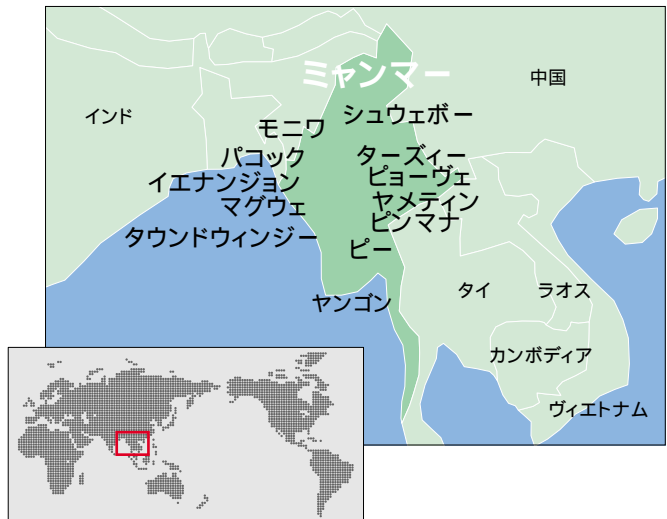 ミャンマー
中国
インド
シュウェボー
モニワ
パコック
ターズィー
イエナンジョン
ピョーヴェ
マグウェ
ヤメティン
ピンマナ
タウンドウィンジー
ピー
ヤンゴン
タイ
ラオス
カンボディア
ヴィエトナム